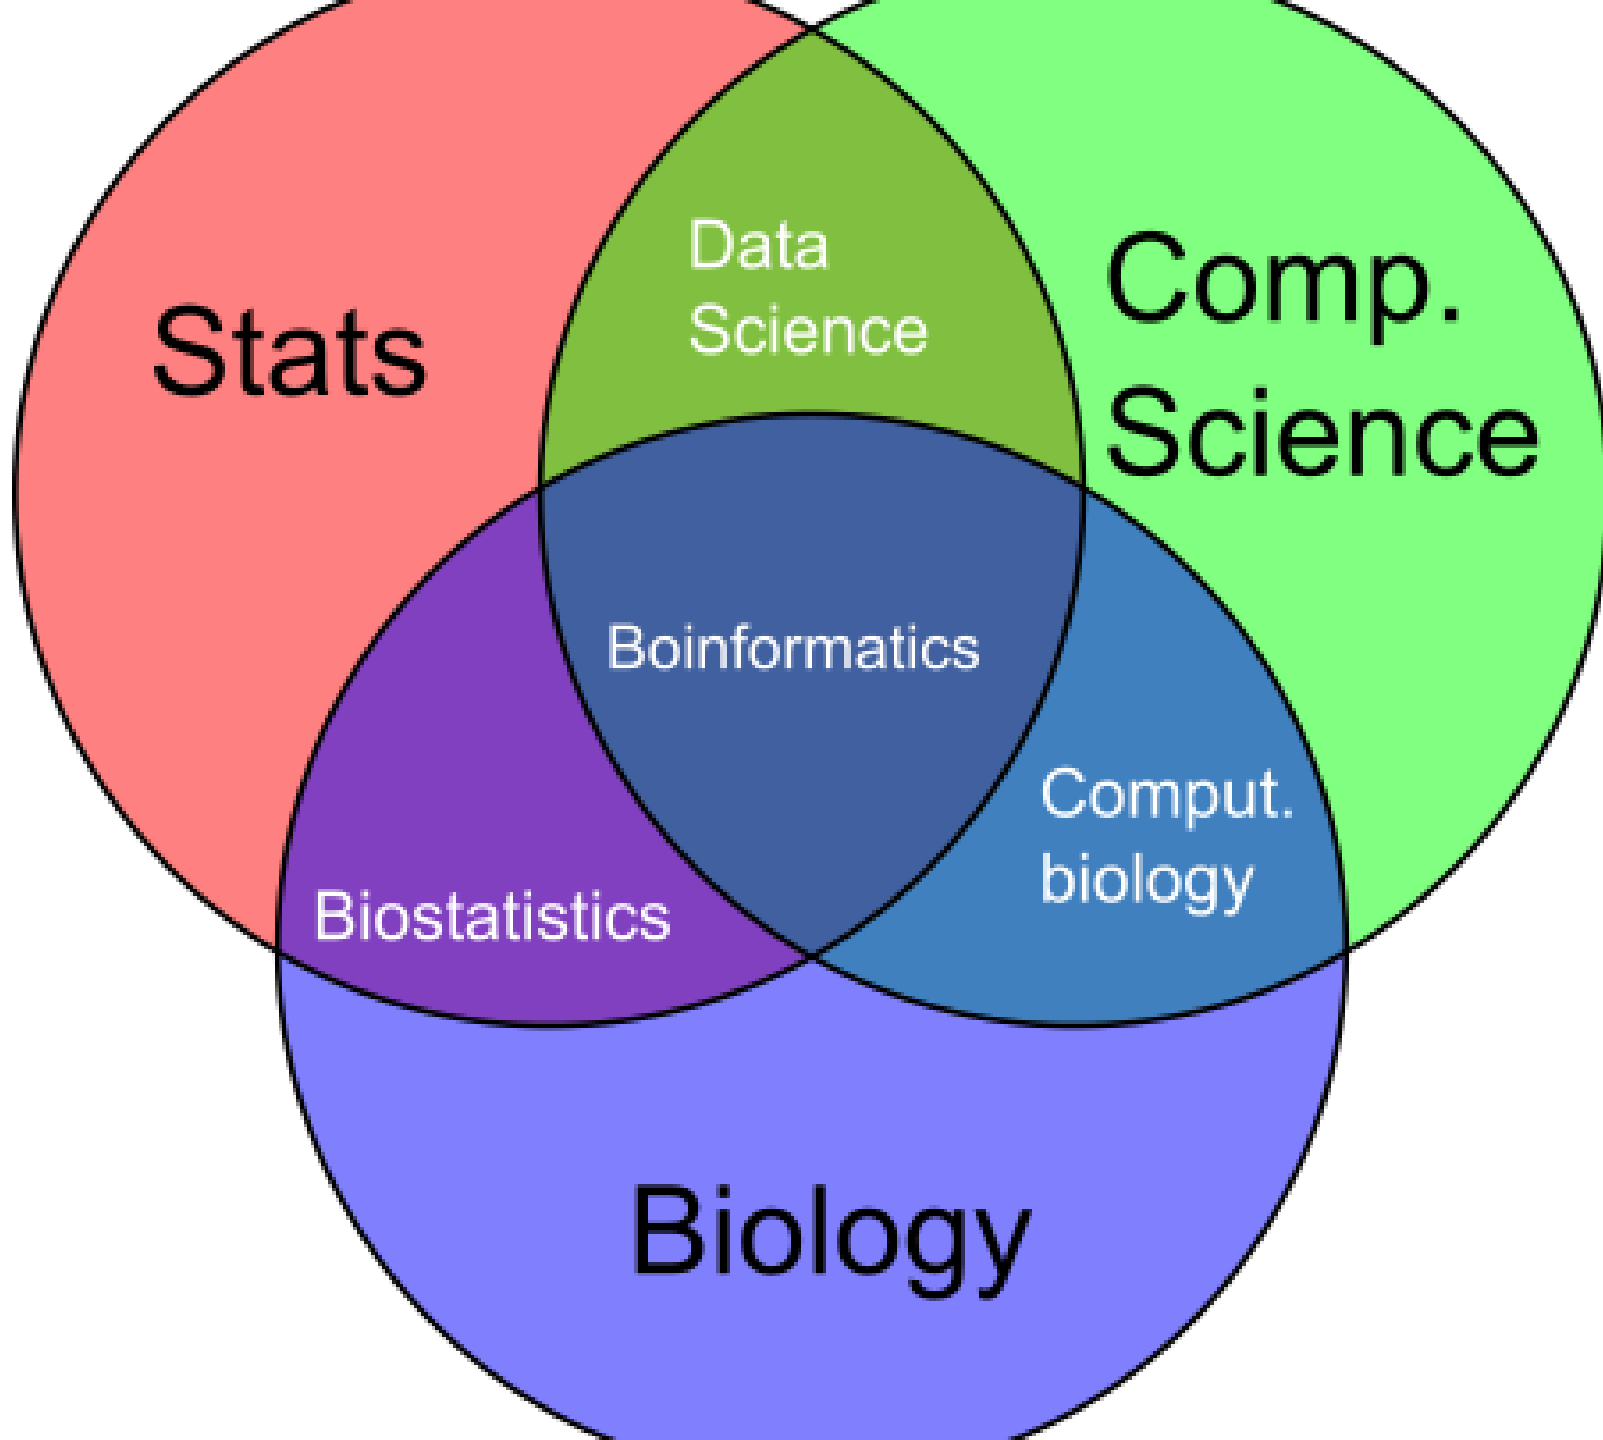 Stats
Data
Science
Comp.
Science
Boinformatics
Biostatistics
Comput.
biology
Biology